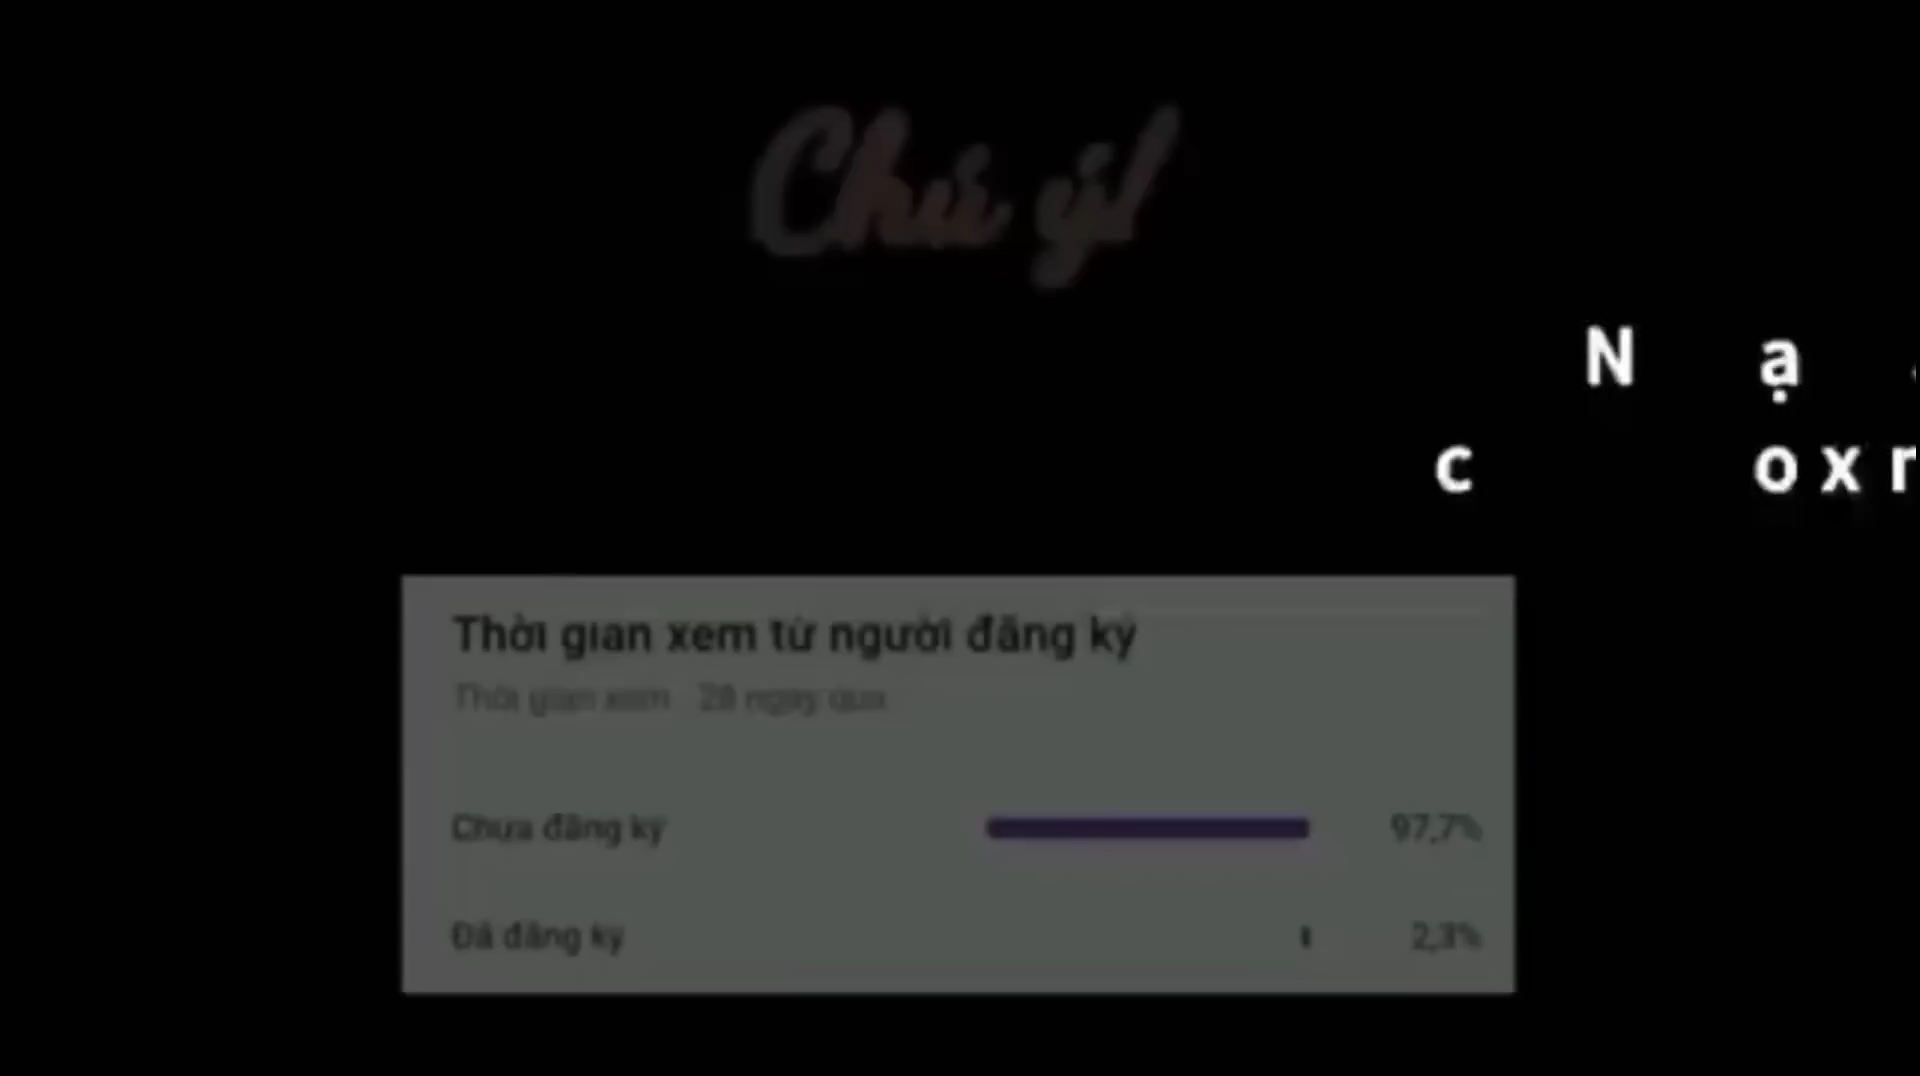 Chú ý!
N ạ
c o x
Thời gian xem từ người đăng ký
Thời gian xem · 28 ngày qua
Chưa đăng ký 97,7%
Đã đăng ký 2,3%